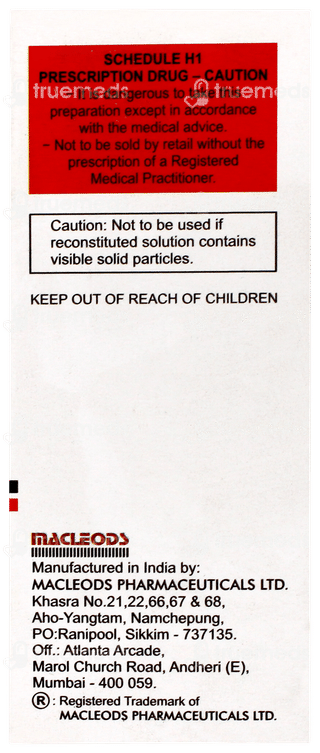 SCHEDULE H1
PRESCRIPTION DRUG – CAUTION
– It is dangerous to take this
preparation except in accordance
with the medical advice.
– Not to be sold by retail without the
prescription of a Registered
Medical Practitioner.
truemeds
truemeds
Caution: Not to be used if
reconstituted solution contains
visible solid particles.
KEEP OUT OF REACH OF CHILDREN
MACLEODS
Manufactured in India by:
MACLEODS PHARMACEUTICALS LTD.
Khasra No.21,22,66,67 & 68,
Aho-Yangtam, Namchepung,
PO:Ranipool, Sikkim - 737135.
Off.: Atlanta Arcade,
Marol Church Road, Andheri (E),
Mumbai - 400 059.
® : Registered Trademark of
MACLEODS PHARMACEUTICALS LTD.